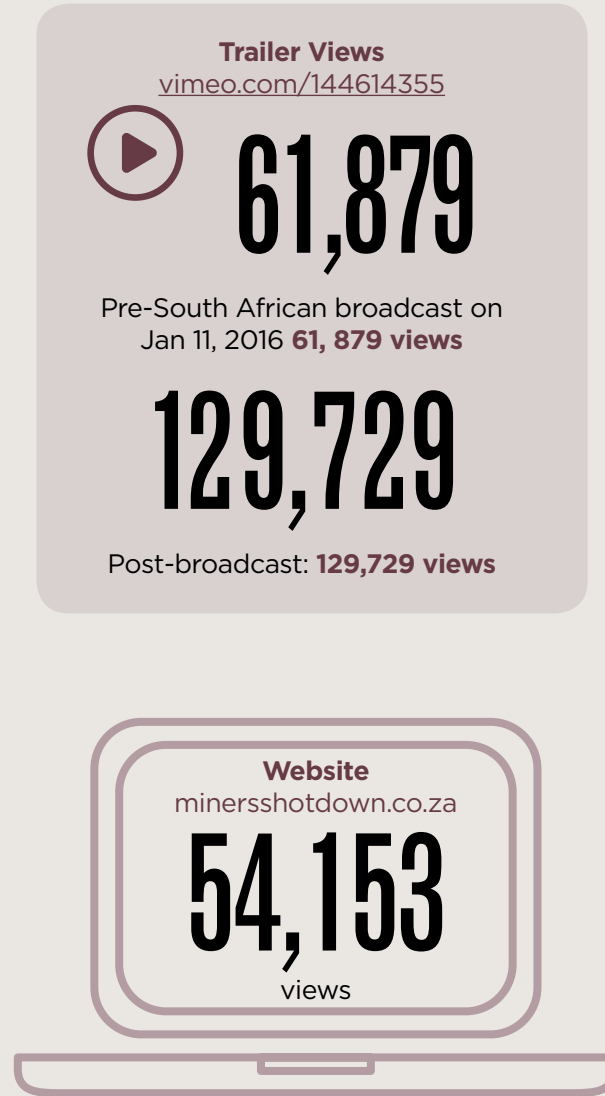 Trailer Views
vimeo.com/144614355
61,879
Pre-South African broadcast on
Jan 11, 2016 61, 879 views
129,729
Post-broadcast: 129,729 views
Website
minersshotdown.co.za
54,153
views